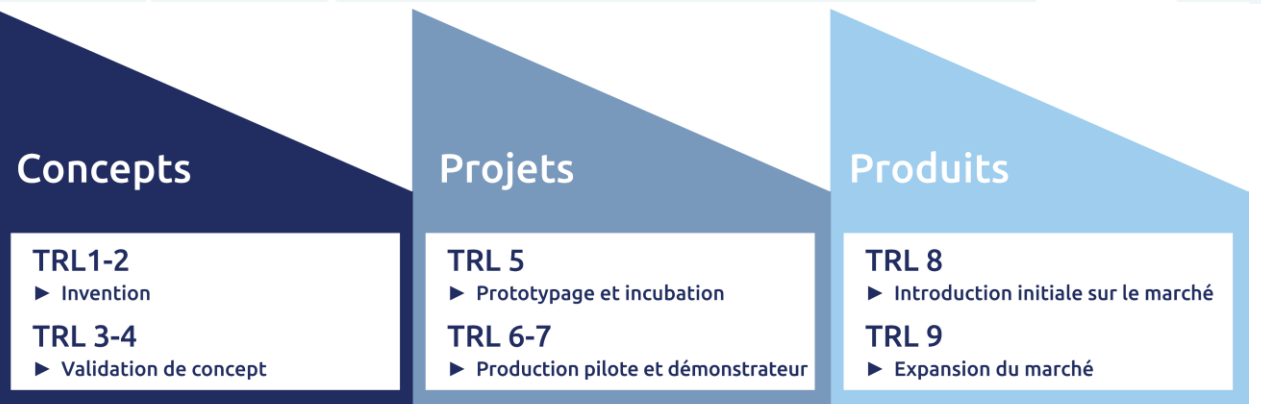 Concepts
TRL1-2
► Invention
TRL 3-4
► Validation de concept
Projets
TRL 5
► Prototypage et incubation
TRL 6-7
► Production pilote et démonstrateur
Produits
TRL 8
► Introduction initiale sur le marché
TRL 9
► Expansion du marché